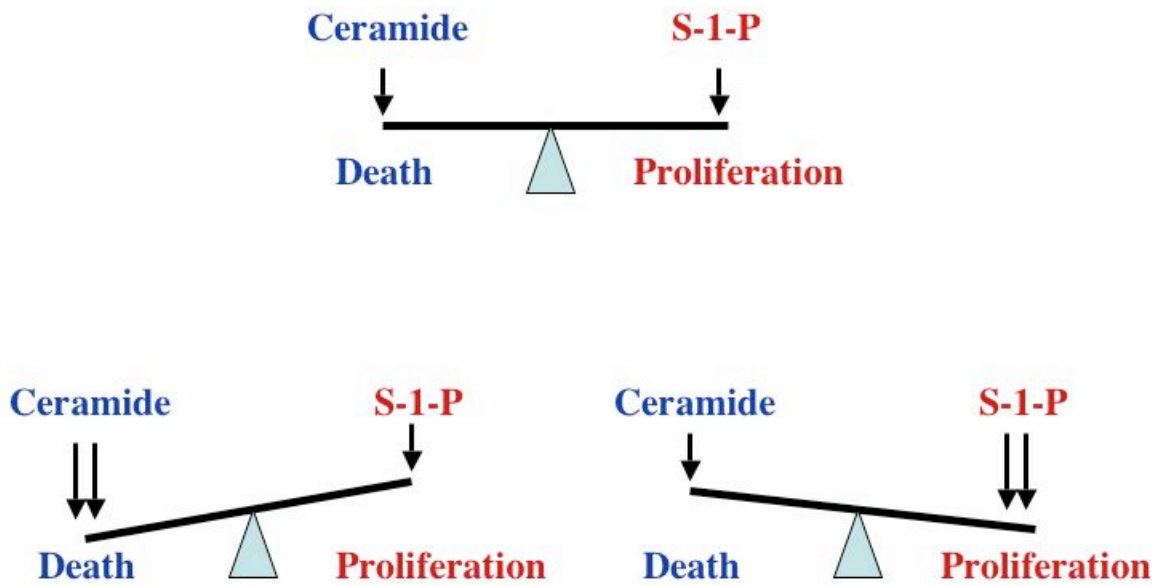 Ceramide S-1-P
Death Proliferation
Ceramide S-1-P Ceramide S-1-P
Death Proliferation Death Proliferation